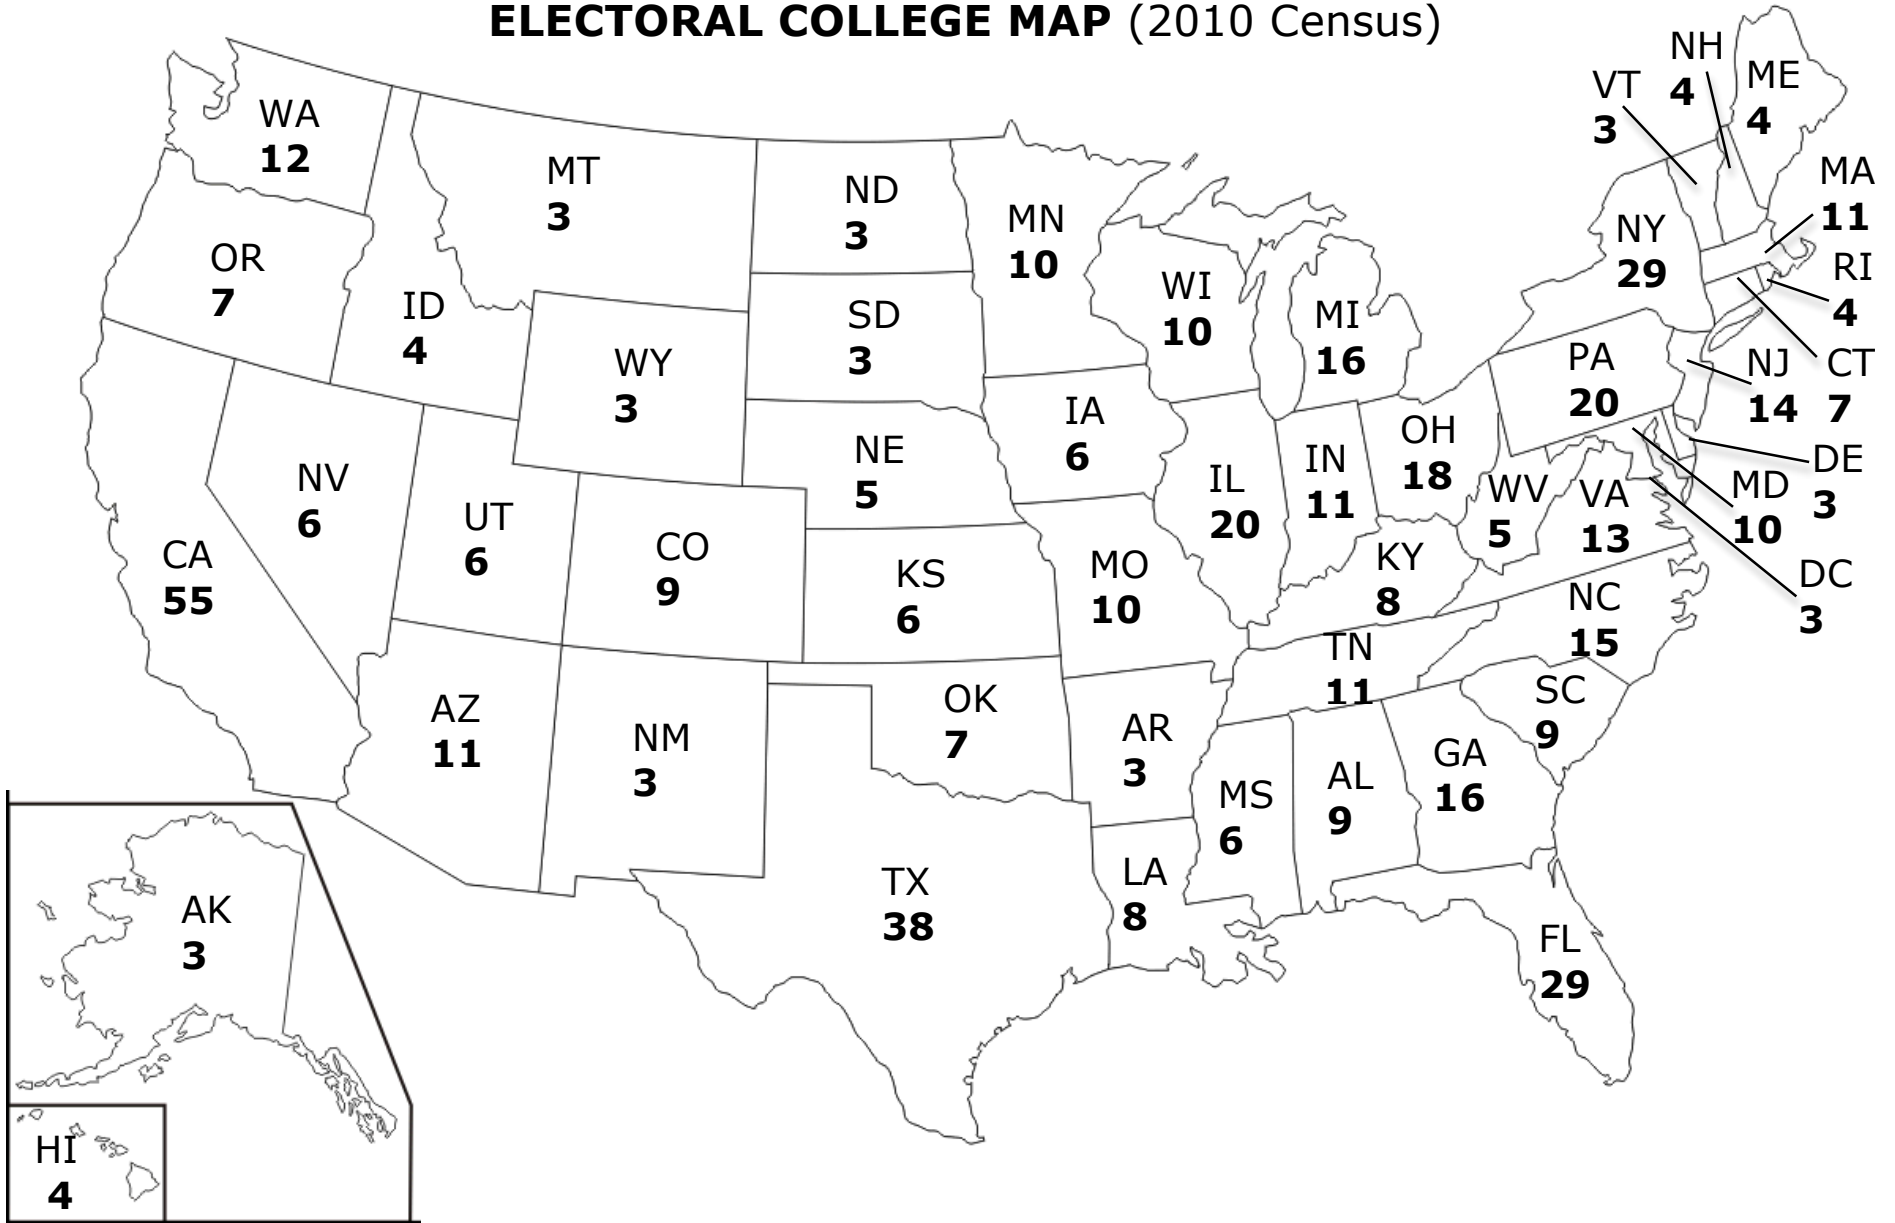 ELECTORAL COLLEGE MAP (2010 Census)
NH
4
ME
4
VT
3
WA
12
MT
3
ND
3
MN
10
MA
11
OR
7
ID
4
SD
3
WI
10
MI
16
NY
29
RI
4
WY
3
IA
6
PA
20
NJ
14
CT
7
NV
6
UT
6
NE
5
IL
20
IN
11
OH
18
WV
5
VA
13
MD
10
DE
3
CA
55
CO
9
KS
6
MO
10
KY
8
DC
3
NC
15
TN
11
AZ
11
NM
3
OK
7
AR
3
SC
9
MS
6
AL
9
GA
16
TX
38
LA
8
FL
29
AK
3
HI
4